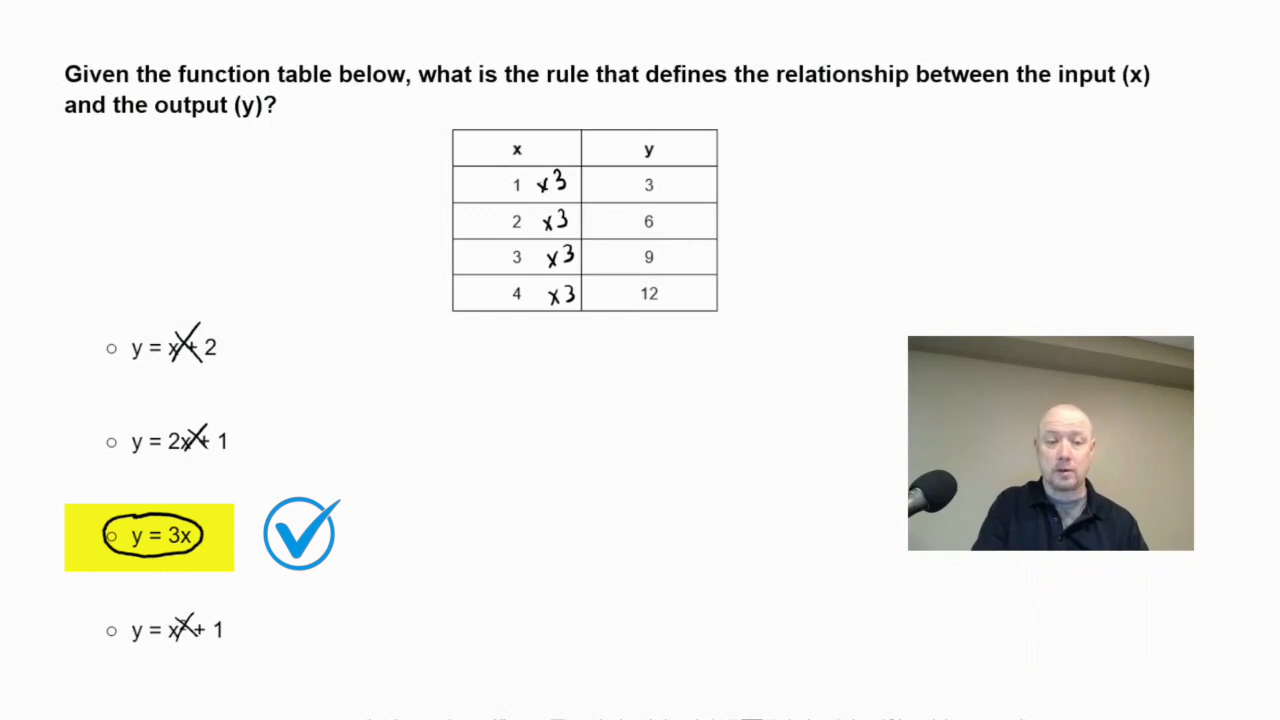 Given the function table below, what is the rule that defines the relationship between the input (x)
and the output (y)?
x y
1 x3 3
2 x3 6
3 x3 9
4 x3 12
y = x + 2
y = 2x + 1
y = 3x
y = x + 1